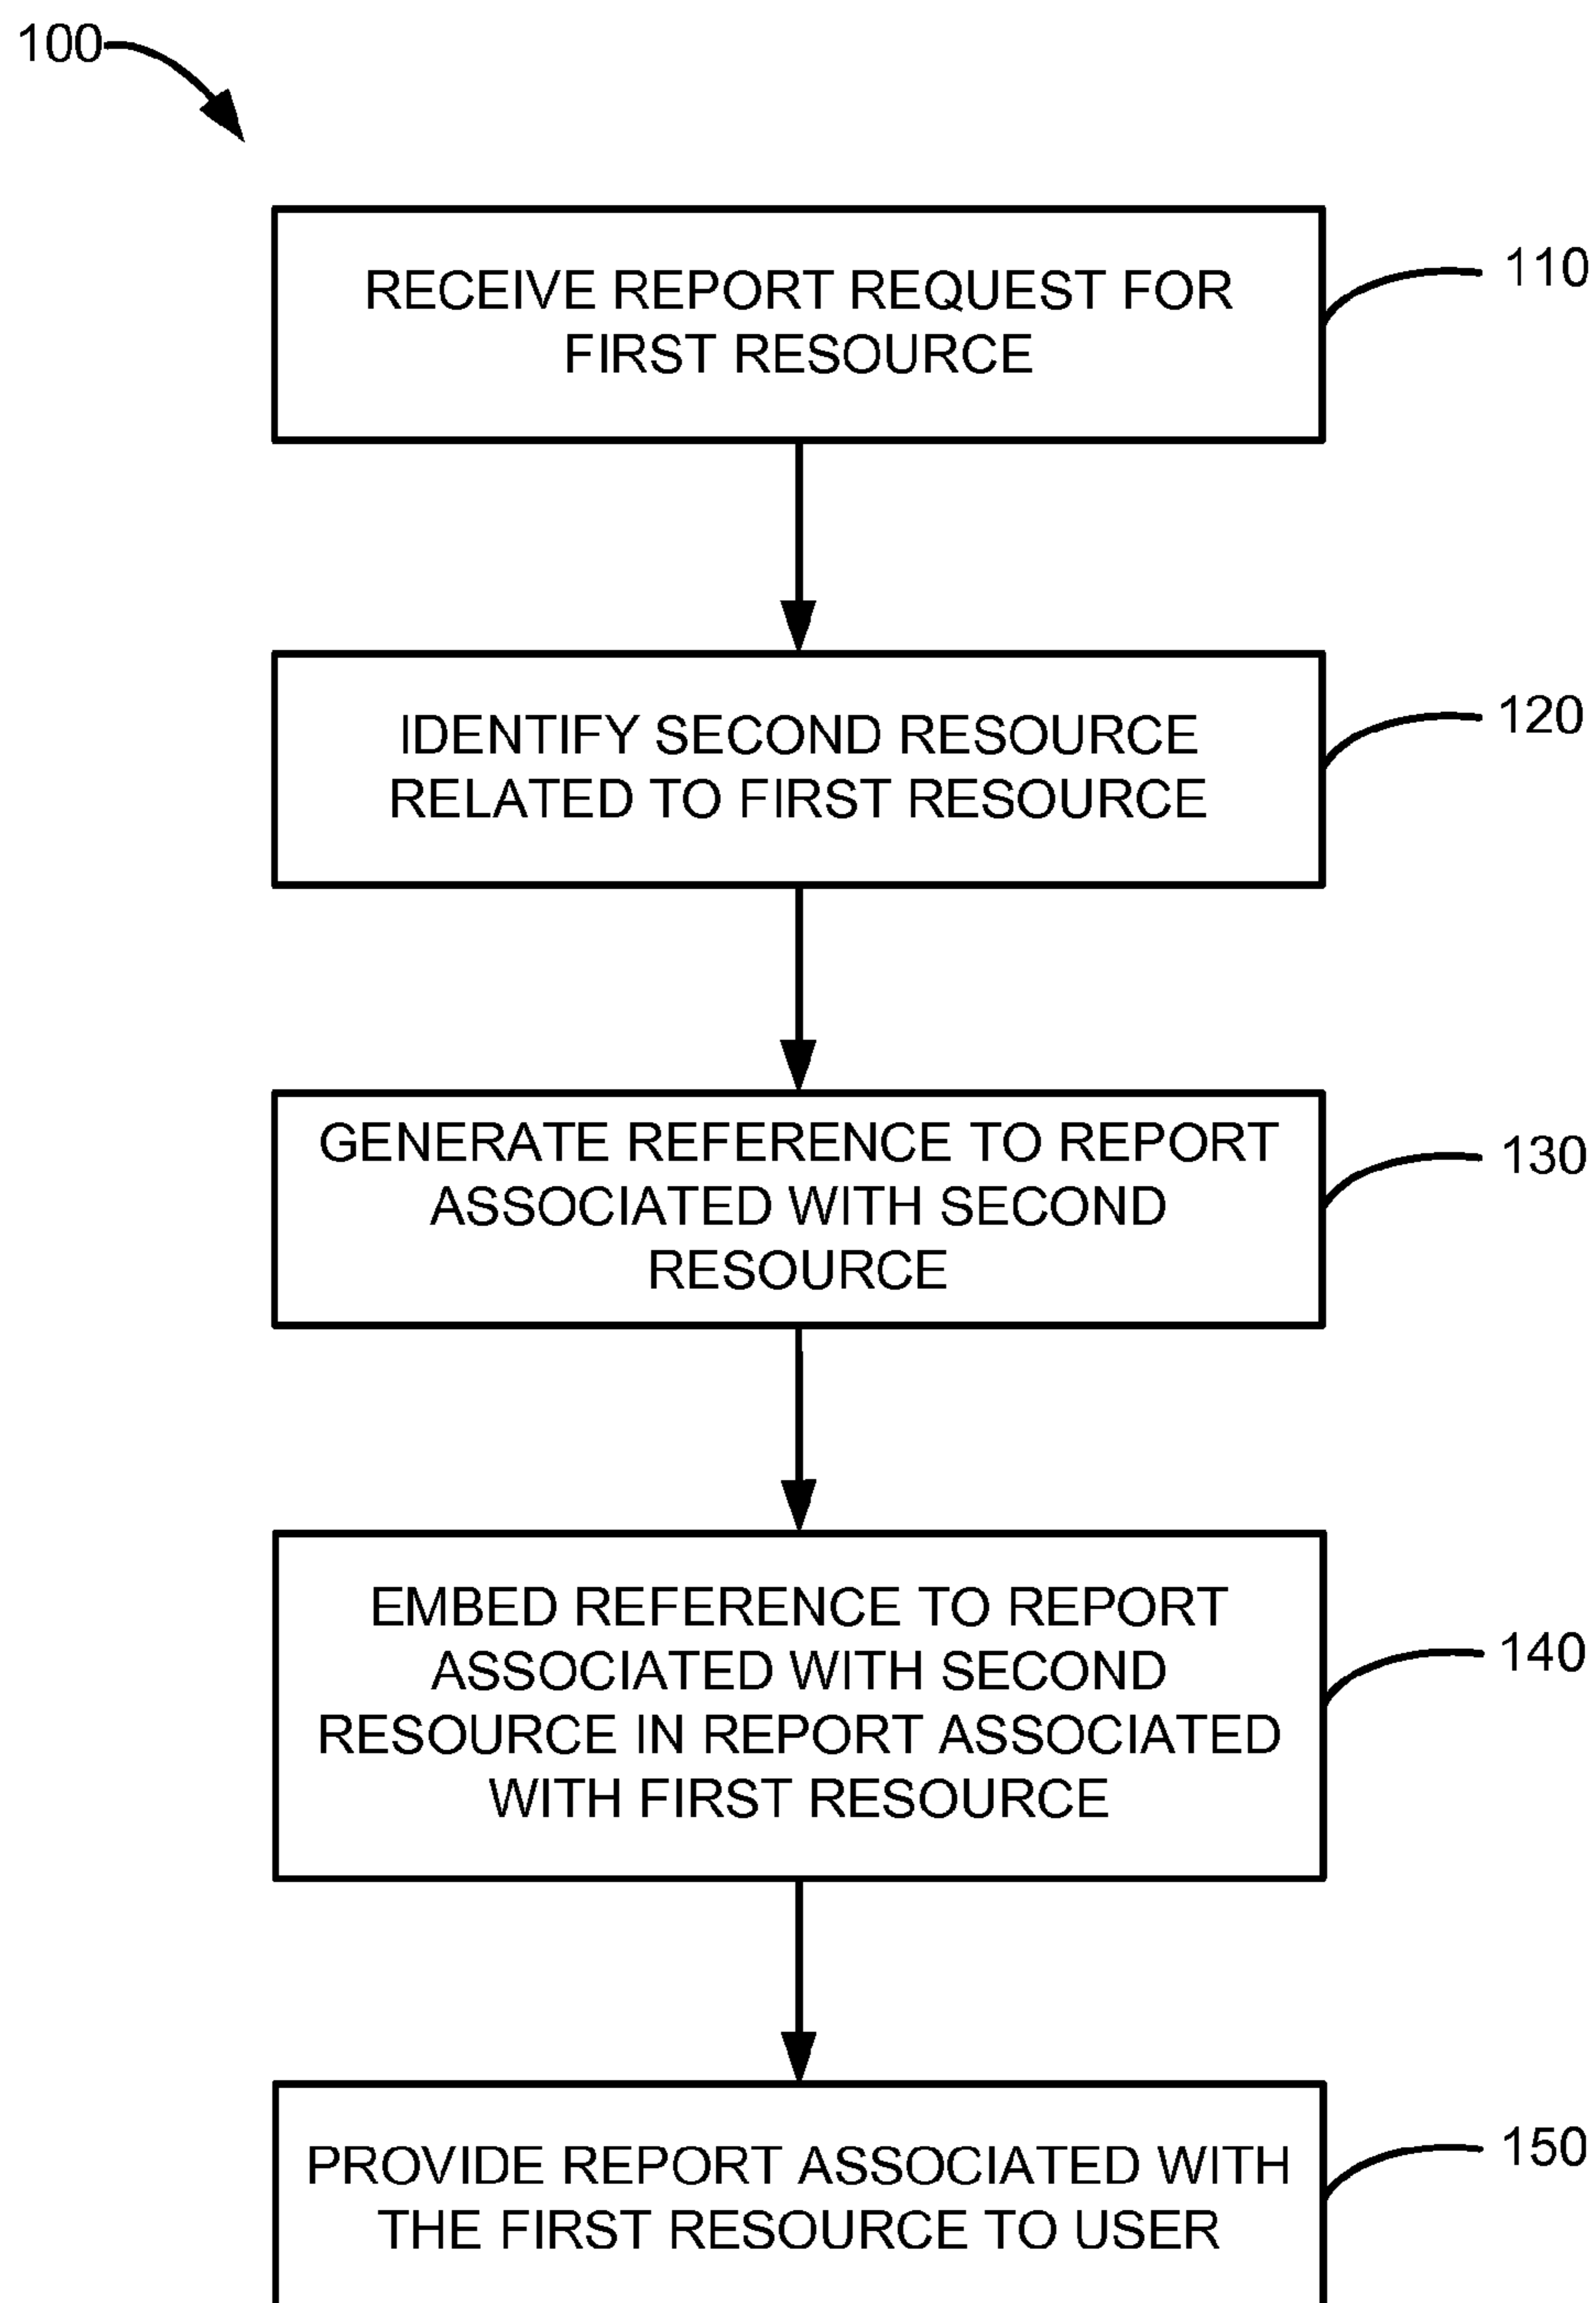 100
RECEIVE REPORT REQUEST FOR
FIRST RESOURCE
110
IDENTIFY SECOND RESOURCE
RELATED TO FIRST RESOURCE
120
GENERATE REFERENCE TO REPORT
ASSOCIATED WITH SECOND
RESOURCE
130
EMBED REFERENCE TO REPORT
ASSOCIATED WITH SECOND
RESOURCE IN REPORT ASSOCIATED
WITH FIRST RESOURCE
140
PROVIDE REPORT ASSOCIATED WITH
THE FIRST RESOURCE TO USER
150